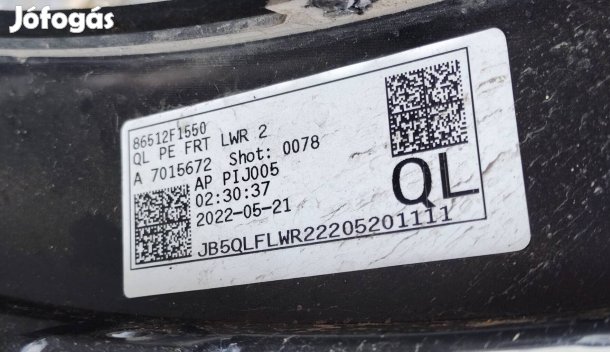 Jófogás
86512F1550
QL PE FRT LWR 2
A 7015672 Shot: 0078
AP PIJ005
02:30:37
2022-05-21
QL
JB5QLFLWR22205201111